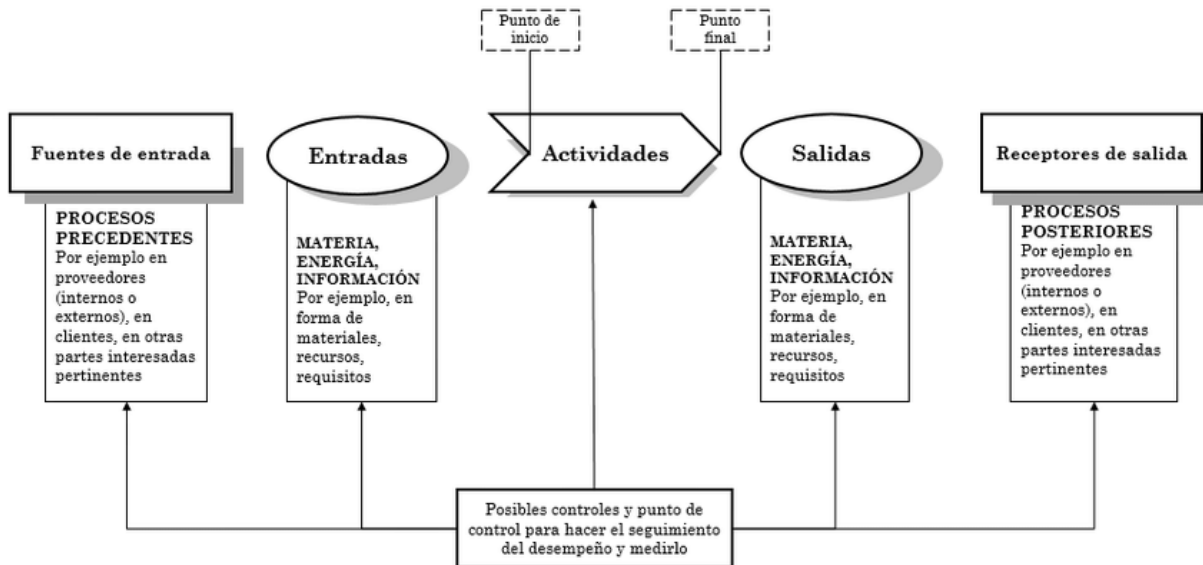 Punto de
inicio
Punto
final
Fuentes de entrada
Entradas
Actividades
Salidas
Receptores de salida
PROCESOS
PRECEDENTES
Por ejemplo en
proveedores
(internos o
externos), en
clientes, en otras
partes interesadas
pertinentes
MATERIA,
ENERGÍA,
INFORMACIÓN
Por ejemplo, en
forma de
materiales,
recursos,
requisitos
MATERIA,
ENERGÍA,
INFORMACIÓN
Por ejemplo, en
forma de
materiales,
recursos,
requisitos
PROCESOS
POSTERIORES
Por ejemplo en
proveedores
(internos o
externos), en
clientes, en otras
partes interesadas
pertinentes
Posibles controles y punto de
control para hacer el seguimiento
del desempeño y medirlo